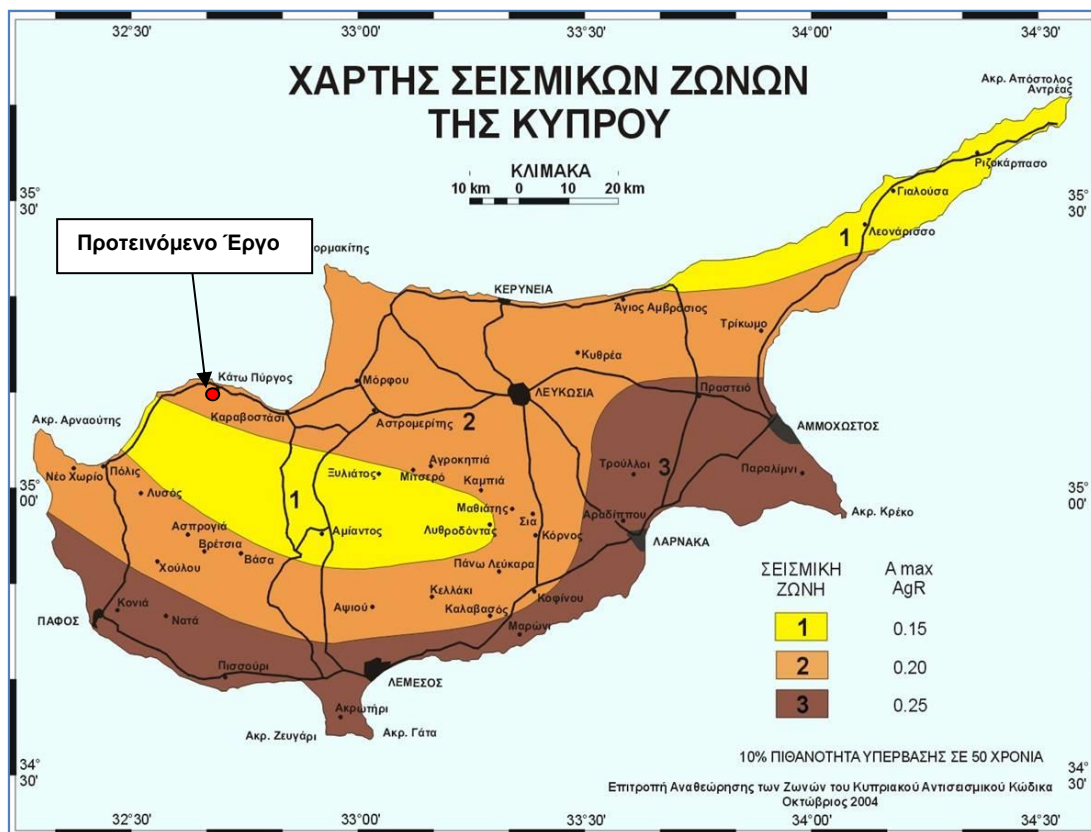 32°30'
33°00'
33°30'
34°00'
34°30'
ΧΑΡΤΗΣ ΣΕΙΣΜΙΚΩΝ ΖΩΝΩΝ
ΤΗΣ ΚΥΠΡΟΥ
Ακρ. Απόστολος
Αντρέας
ΚΛΙΜΑΚΑ
10 km 0 10 20 km
Ριζοκάρπασο
35°
30'
35°
30'
Γιαλούσα
Προτεινόμενο Έργο
Λεονάρισσο
1
ορμακίτης
ΚΕΡΥΝΕΙΑ
Άγιος Αμβρόσιος
Τρίκωμο
Κυθρέα
Κάτω Πύργος
Μόρφου
Πραστειό
ΛΕΥΚΩΣΙΑ
Καραβοστάσι
Αστρομερίτης
2
Ακρ. Αρναούτης
ΑΜΜΟΧΩΣΤΟΣ
Νέο Χωρίο
Πόλις
Ξυλιάτος
Αγροκηπιά
Μιτσερό
Τρούλλοι
3
Παραλίμνι
35°
00'
35°
00'
Λυσός
1
Καμπιά
Μαθιάτης
Σια
Αραδίππου
Ακρ. Κρέκο
Ασπρογιά
Αμίαντος
Λυθροδόντας
Κόρνος
ΛΑΡΝΑΚΑ
Βρέτσια
Βάσα
Χούλου
Πάνω Λεύκαρα
ΣΕΙΣΜΙΚΗ
ΖΩΝΗ
A max
AgR
Κελλάκι
Κοφίνου
Κονιά
Αψιού
Καλαβασός
ΠΑΦΟΣ
Νατά
Μαρώνι
1 0.15
Πισσούρι
ΛΕΜΕΣΟΣ
2 0.20
Ακρωτήρι
3 0.25
Ακρ. Ζευγάρι
Ακρ. Γάτα
10% ΠΙΘΑΝΟΤΗΤΑ ΥΠΕΡΒΑΣΗΣ ΣΕ 50 ΧΡΟΝΙΑ
34°
30'
34°
30'
Επιτροπή Αναθεώρησης των Ζωνών του Κυπριακού Αντισεισμικού Κώδικα
Οκτώβριος 2004
32°30'
33°00'
33°30'
34°00'
34°30'